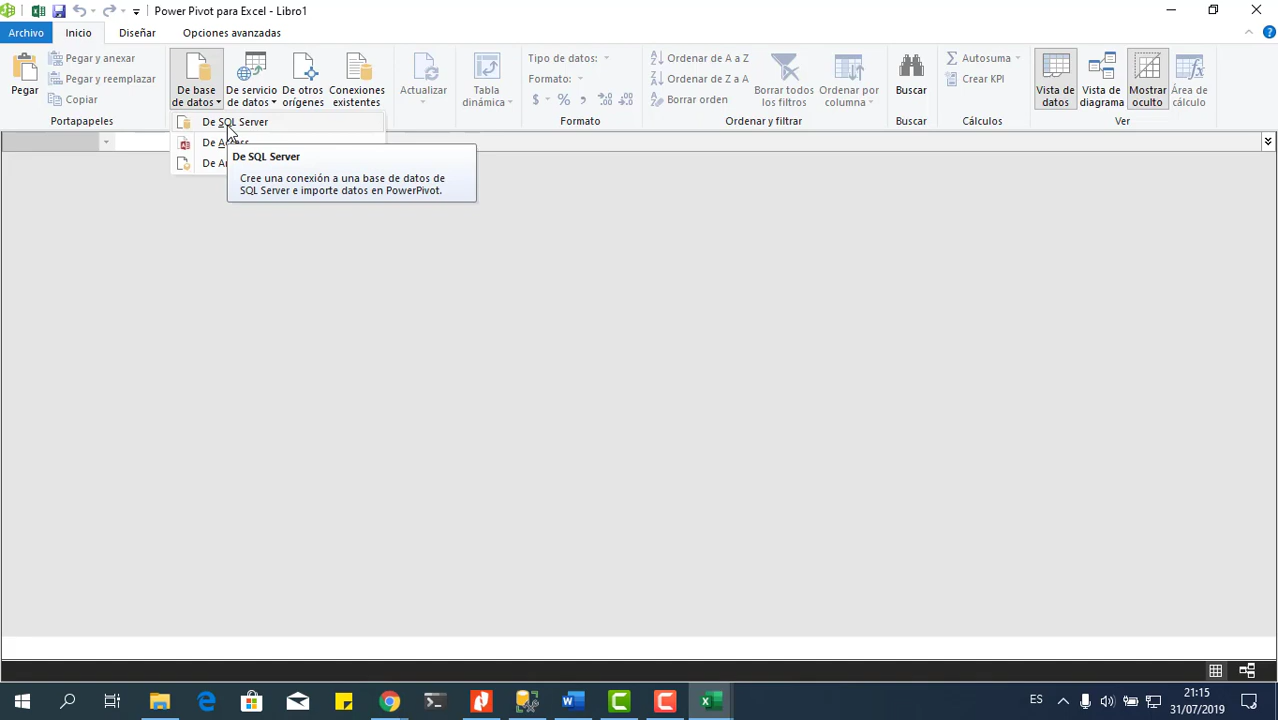 Power Pivot para Excel - Libro1
Archivo
Inicio
Diseñar
Opciones avanzadas
Pegar
Pegar y anexar
Pegar y reemplazar
Copiar
Portapapeles
De base
de datos
De servicio
de datos
De otros
orígenes
Conexiones
existentes
Actualizar
Tabla
dinámica
Tipo de datos:
Formato:
$ %
Formato
Ordenar de A a Z
Ordenar de Z a A
Borrar orden
Borrar todos
los filtros
Ordenar por
columna
Ordenar y filtrar
Buscar
Buscar
Autosuma
Crear KPI
Cálculos
Vista de
datos
Vista de
diagrama
Mostrar
oculto
Área de
cálculo
Ver
De SQL Server
De
De
De SQL Server
Cree una conexión a una base de datos de
SQL Server e importe datos en PowerPivot.
ES
21:15
31/07/2019